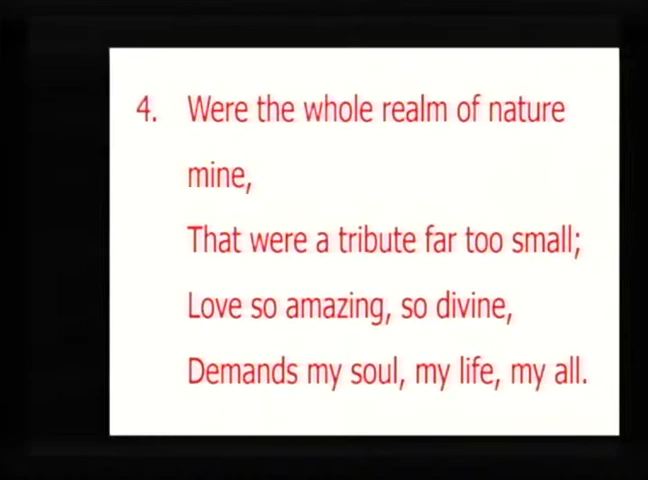 4. Were the whole realm of nature
mine,
That were a tribute far too small;
Love so amazing, so divine,
Demands my soul, my life, my all.